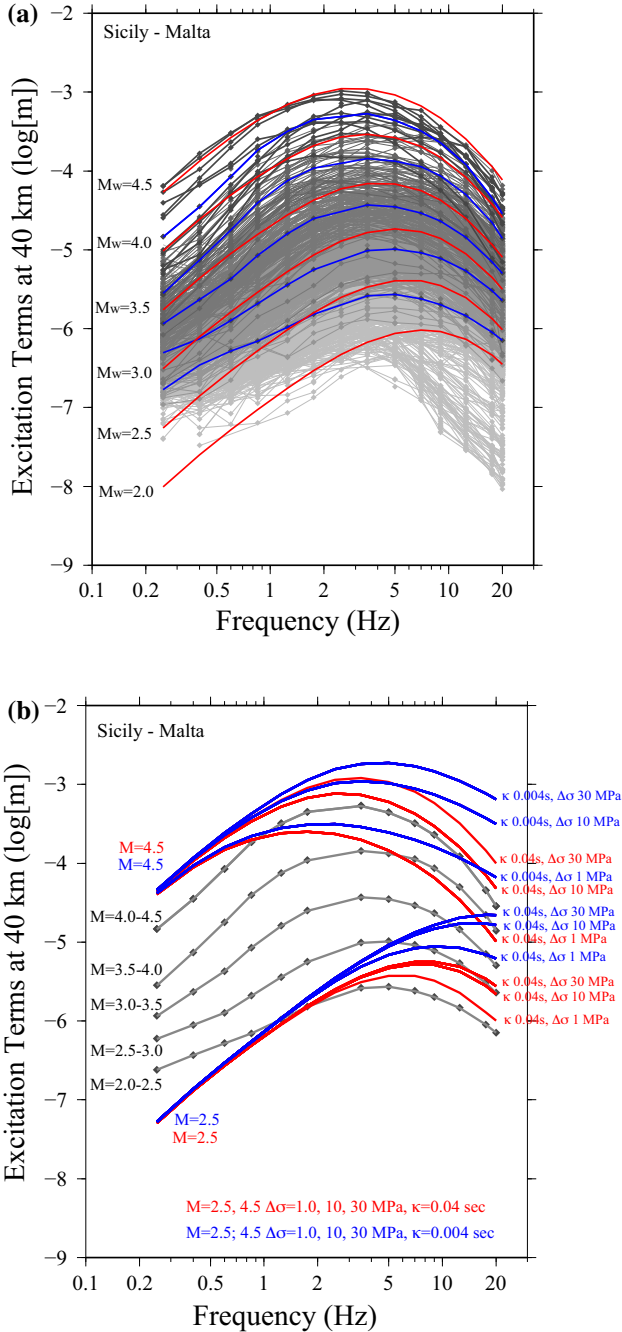 (a)
Sicily - Malta
Excitation Terms at 40 km (log[m])
−2
−3
−4
−5
−6
−7
−8
−9
Mw=4.5
Mw=4.0
Mw=3.5
Mw=3.0
Mw=2.5
Mw=2.0
0.1 0.2 0.5 1 2 5 10 20
Frequency (Hz)
(b)
Sicily - Malta
Excitation Terms at 40 km (log[m])
−2
−3
−4
−5
−6
−7
−8
−9
M=4.5
M=4.5
M=4.0-4.5
M=3.5-4.0
M=3.0-3.5
M=2.5-3.0
M=2.0-2.5
M=2.5
M=2.5
κ 0.004s, Δσ 30 MPa
κ 0.004s, Δσ 10 MPa
κ 0.04s, Δσ 30 MPa
κ 0.004s, Δσ 1 MPa
κ 0.04s, Δσ 10 MPa
κ 0.04s, Δσ 30 MPa
κ 0.04s, Δσ 10 MPa
κ 0.04s, Δσ 1 MPa
κ 0.04s, Δσ 1 MPa
κ 0.04s, Δσ 30 MPa
κ 0.04s, Δσ 10 MPa
κ 0.04s, Δσ 1 MPa
M=2.5, 4.5 Δσ=1.0, 10, 30 MPa, κ=0.04 sec
M=2.5; 4.5 Δσ=1.0, 10, 30 MPa, κ=0.004 sec
0.1 0.2 0.5 1 2 5 10 20
Frequency (Hz)